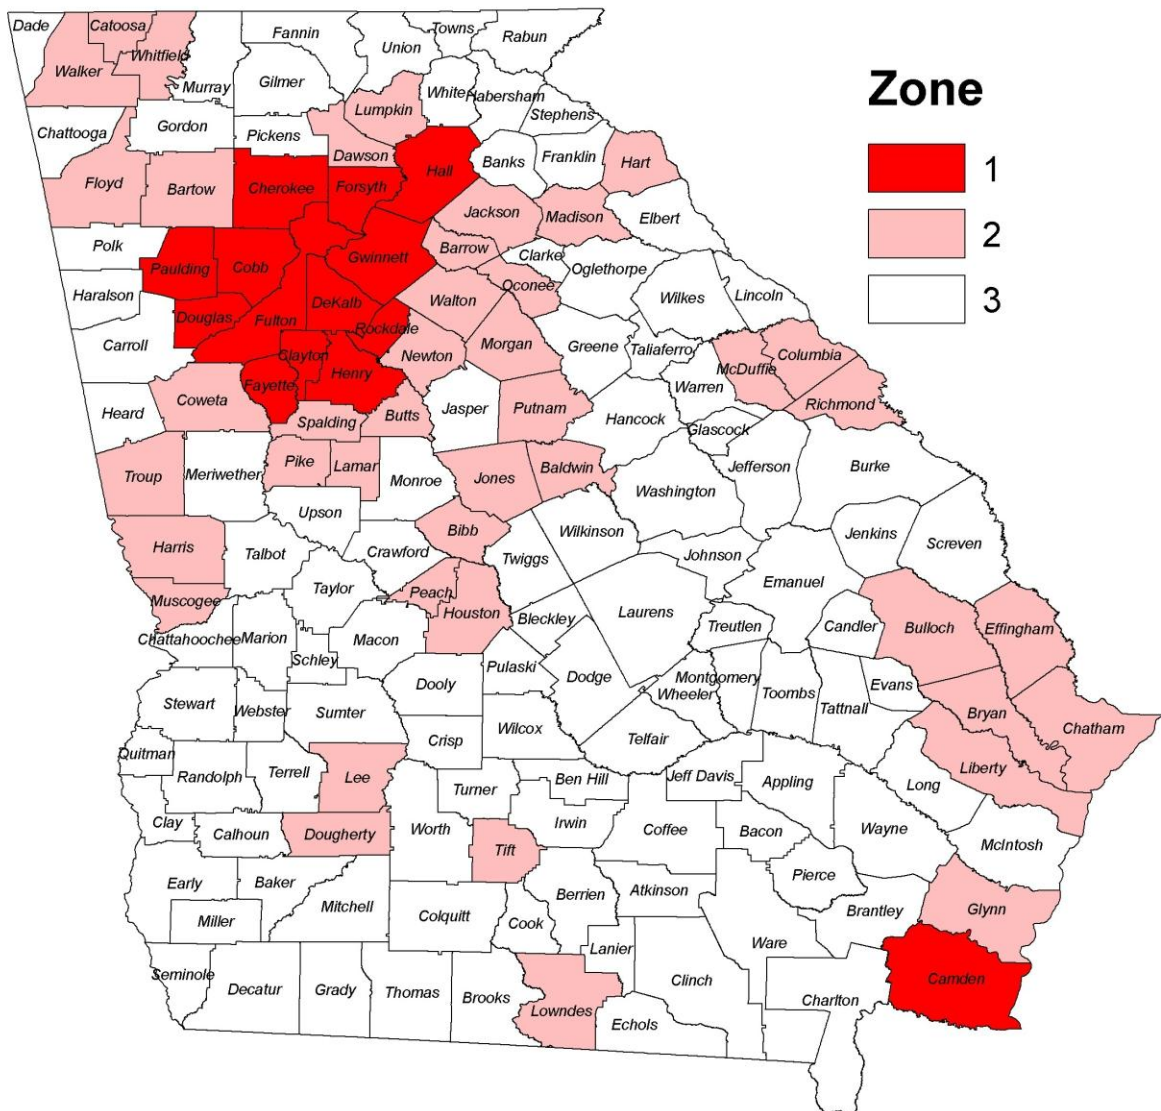 Zone
1
2
3
Dade
Catoosa
Whitfield
Walker
Murray
Fannin
Gilmer
Union
Towns
Rabun
White
Habersham
Stephens
Lumpkin
Chattooga
Gordon
Pickens
Dawson
Hall
Banks
Franklin
Hart
Floyd
Bartow
Cherokee
Forsyth
Jackson
Madison
Elbert
Polk
Paulding
Cobb
Gwinnett
Barrow
Clarke
Oglethorpe
Oconee
Wilkes
Lincoln
Haralson
Douglas
Fulton
DeKalb
Rockdale
Walton
Carroll
Clayton
Henry
Fayette
Newton
Morgan
Greene
Taliaferro
McDuffie
Columbia
Warren
Richmond
Heard
Coweta
Spalding
Butts
Jasper
Putnam
Hancock
Glascock
Troup
Meriwether
Pike
Lamar
Monroe
Jones
Baldwin
Jefferson
Burke
Washington
Upson
Bibb
Wilkinson
Jenkins
Screven
Harris
Talbot
Crawford
Twiggs
Johnson
Emanuel
Muscogee
Taylor
Peach
Houston
Bleckley
Laurens
Treutlen
Candler
Bulloch
Effingham
Chattahoochee
Marion
Schley
Macon
Pulaski
Dodge
Montgomery
Wheeler
Toombs
Tattnall
Evans
Bryan
Chatham
Stewart
Webster
Sumter
Dooly
Crisp
Wilcox
Telfair
Liberty
Long
Quitman
Randolph
Terrell
Lee
Turner
Ben Hill
Jeff Davis
Appling
Wayne
McIntosh
Clay
Calhoun
Dougherty
Worth
Tift
Irwin
Coffee
Bacon
Pierce
Early
Baker
Mitchell
Miller
Colquitt
Cook
Berrien
Atkinson
Brantley
Glynn
Lanier
Ware
Seminole
Decatur
Grady
Thomas
Brooks
Lowndes
Clinch
Echols
Charlton
Camden